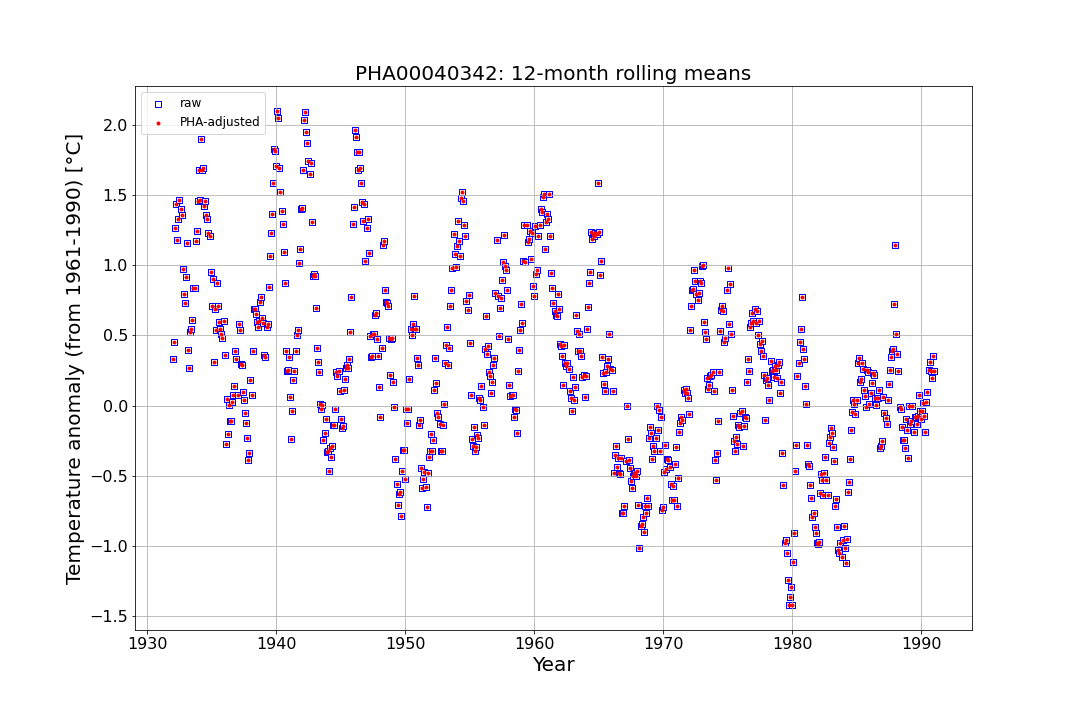 PHA00040342: 12-month rolling means
raw
PHA-adjusted
Temperature anomaly (from 1961-1990) [°C]
2.0
1.5
1.0
0.5
0.0
−0.5
−1.0
−1.5
1930 1940 1950 1960 1970 1980 1990
Year